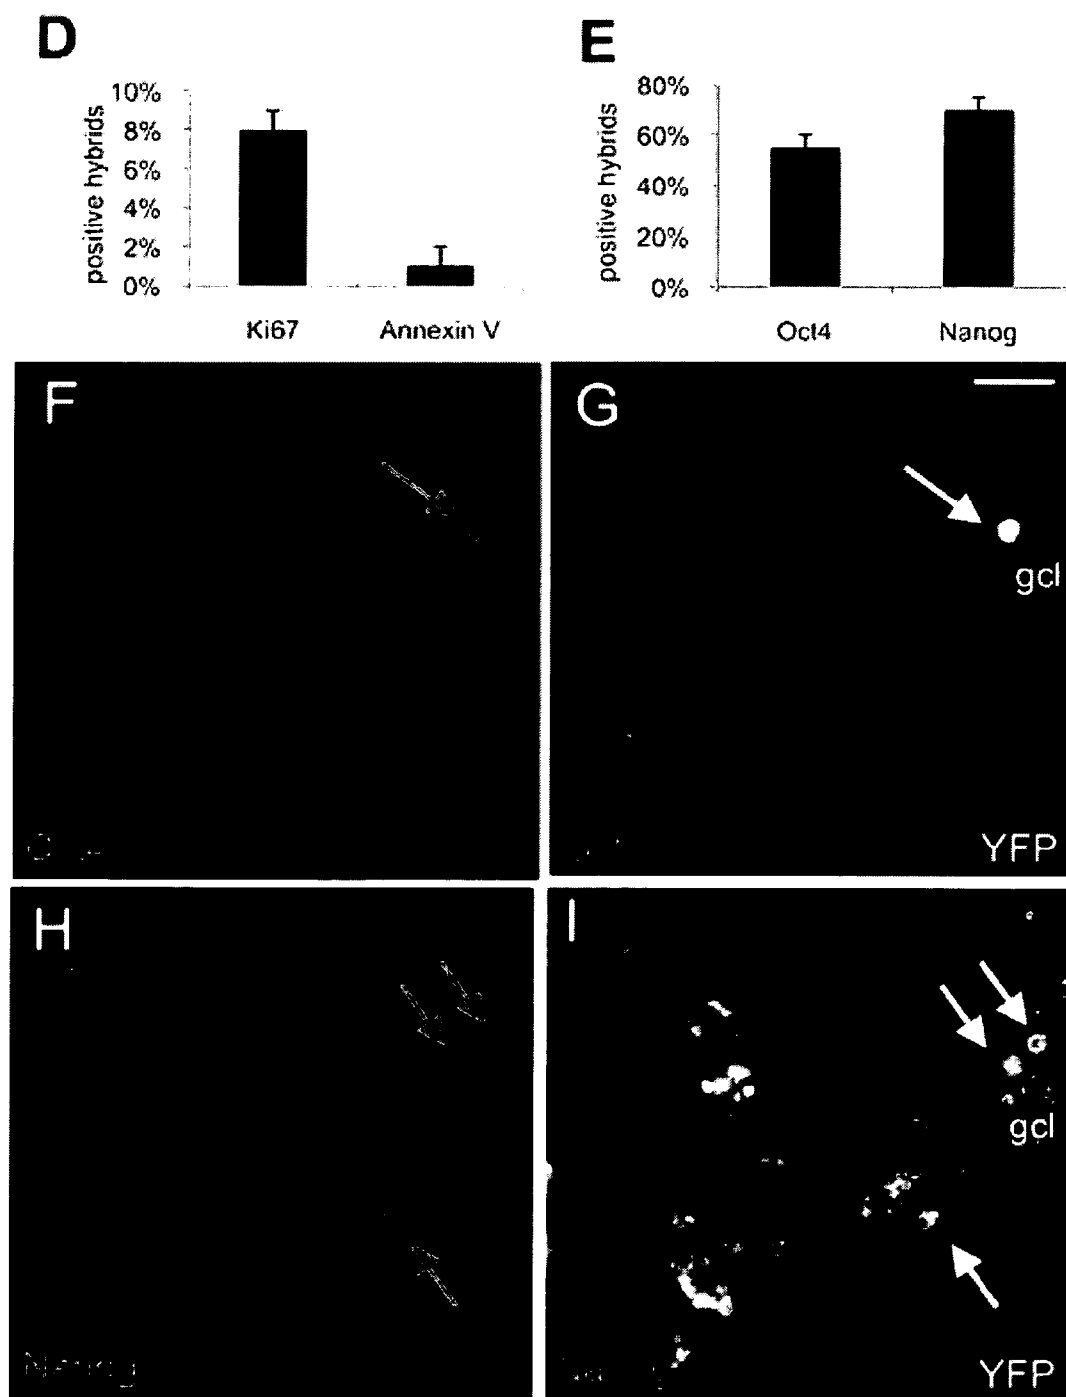 D
E
positive hybrids
10%
8%
6%
4%
2%
0%
Ki67
Annexin V
positive hybrids
80%
60%
40%
20%
0%
Oct4
Nanog
F
G
gcl
YFP
H
I
gcl
Nanog
YFP